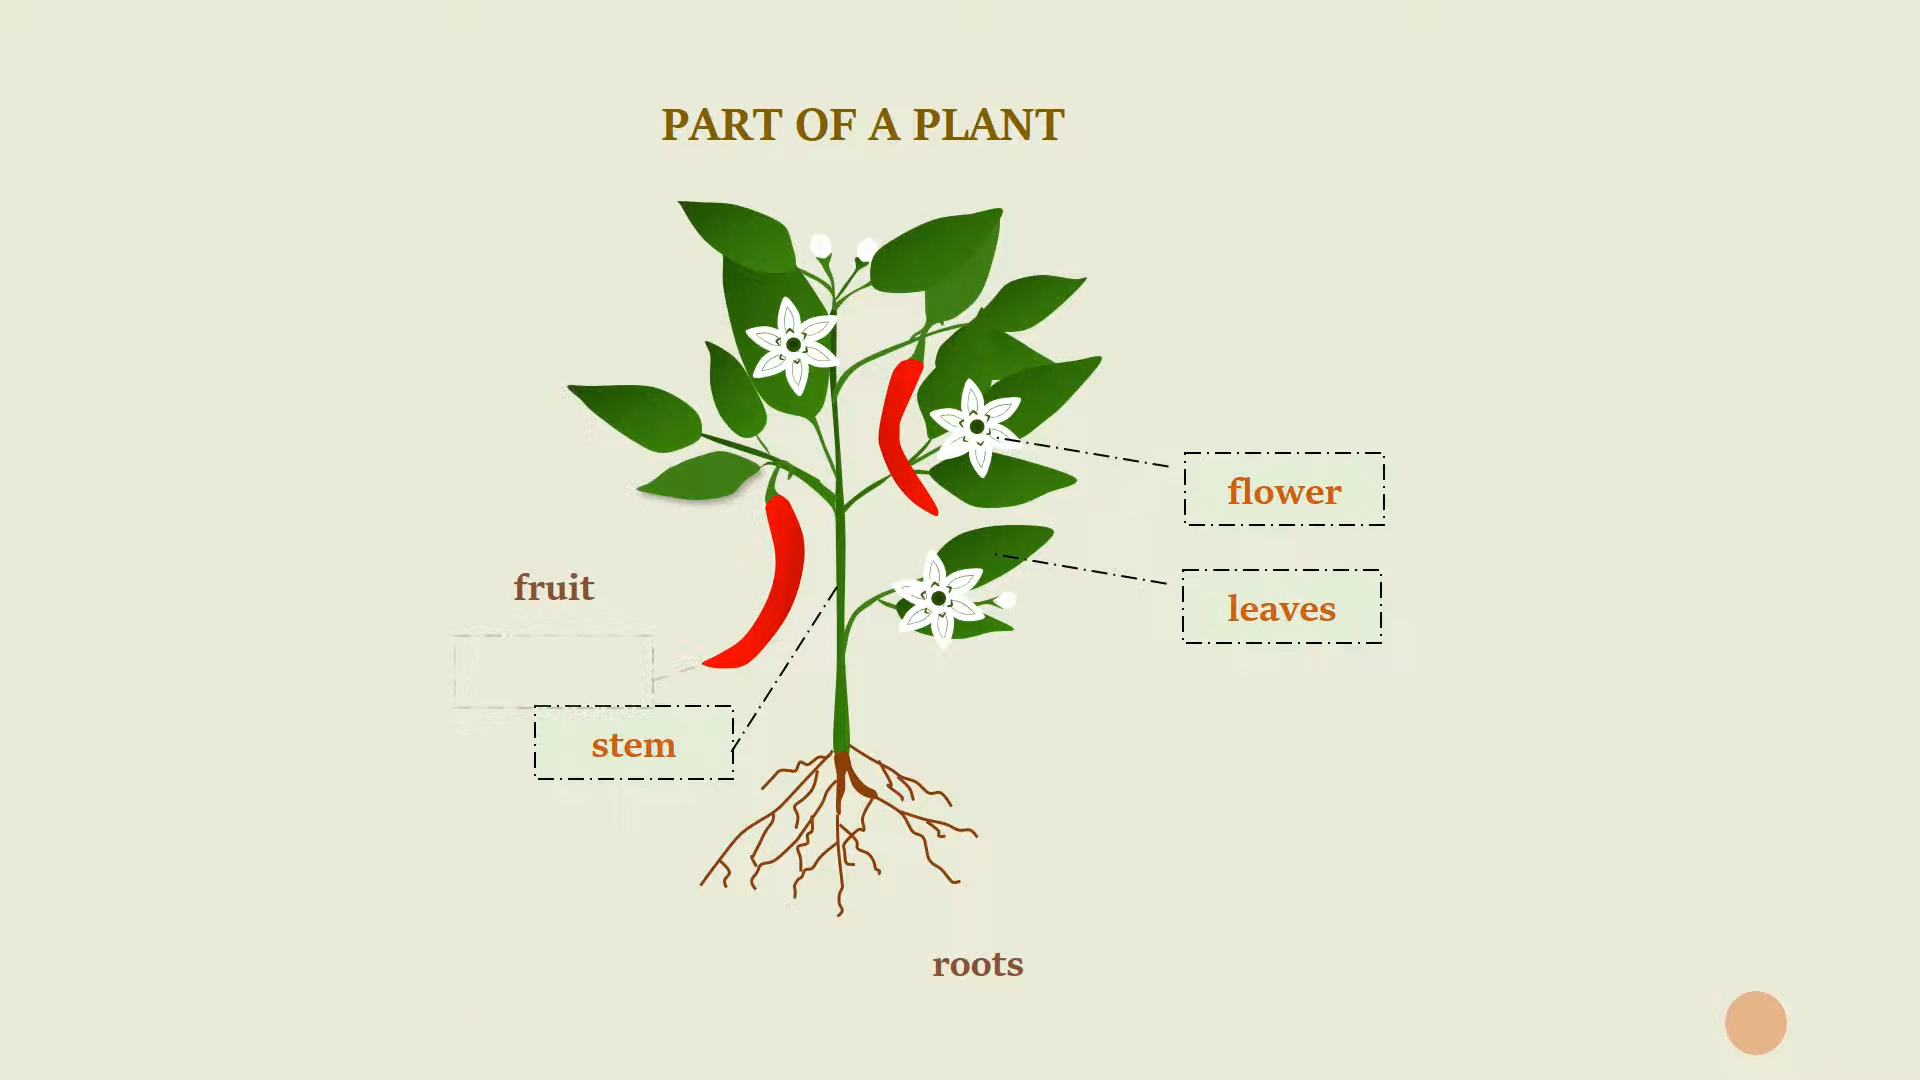 PART OF A PLANT
flower
fruit
leaves
stem
roots